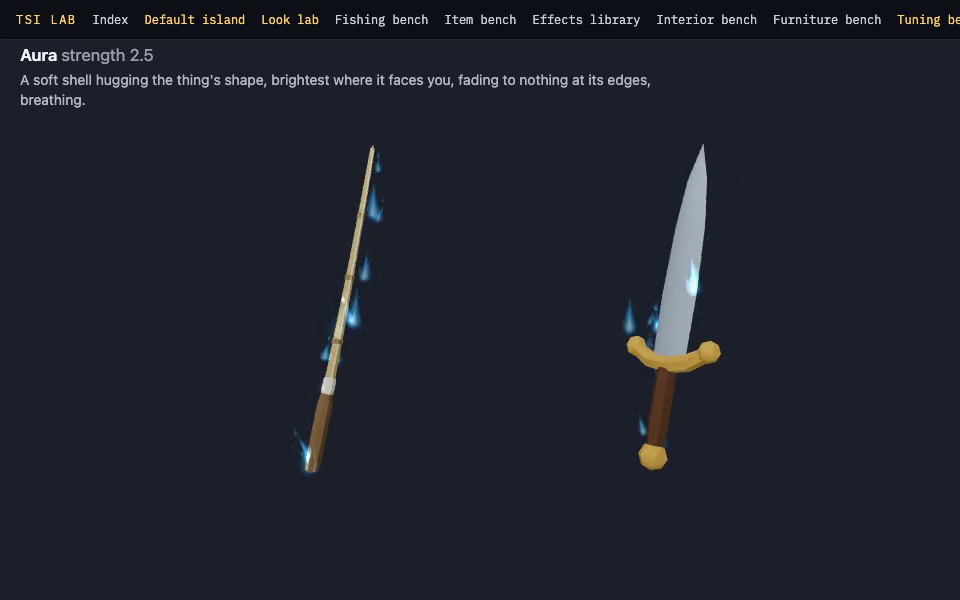 TSI LAB Index Default island Look lab Fishing bench Item bench Effects library Interior bench Furniture bench Tuning be
Aura strength 2.5
A soft shell hugging the thing's shape, brightest where it faces you, fading to nothing at its edges,
breathing.